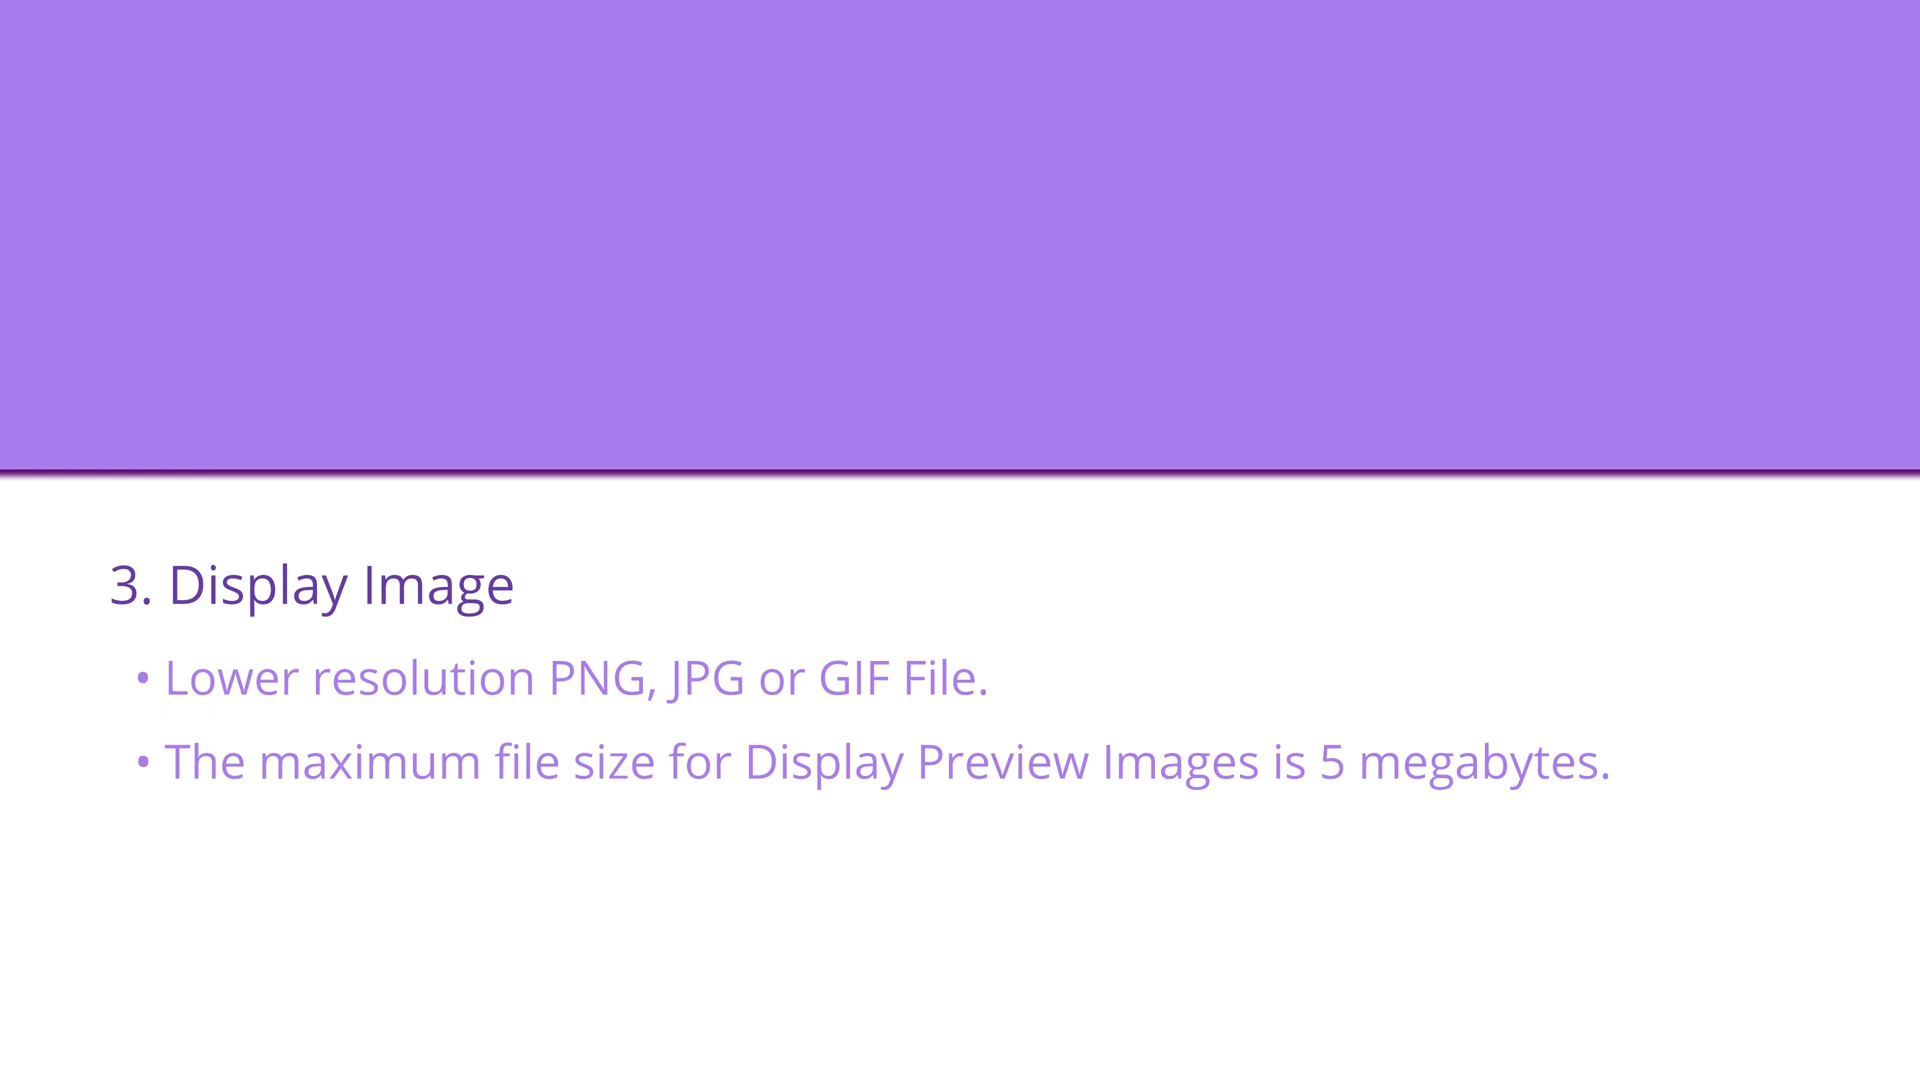 3. Display Image
• Lower resolution PNG, JPG or GIF File.
• The maximum file size for Display Preview Images is 5 megabytes.